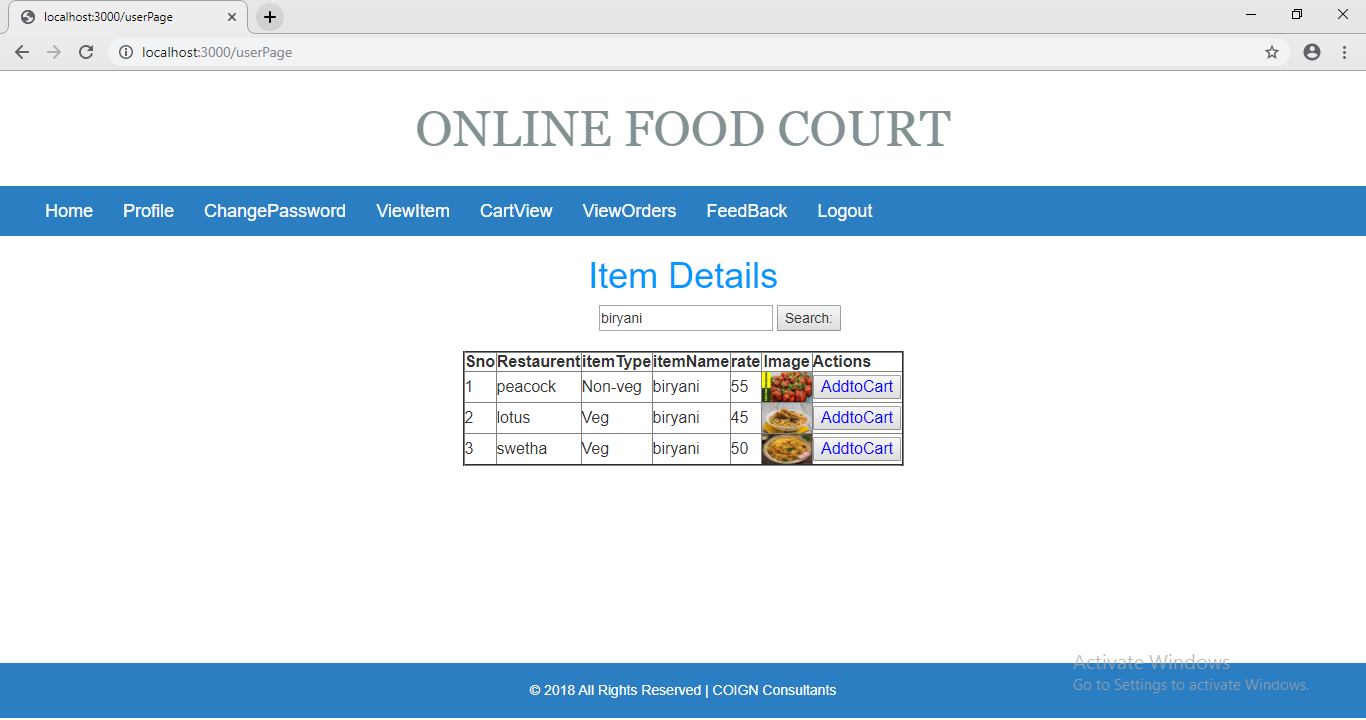 localhost:3000/userPage
localhost:3000/userPage
ONLINE FOOD COURT
Home Profile ChangePassword ViewItem CartView ViewOrders FeedBack Logout
Item Details
biryani Search:
Sno Restaurent itemType itemName rate Image Actions
1 peacock Non-veg biryani 55 AddtoCart
2 lotus Veg biryani 45 AddtoCart
3 swetha Veg biryani 50 AddtoCart
Activate Windows
Go to Settings to activate Windows.
© 2018 All Rights Reserved | COIGN Consultants